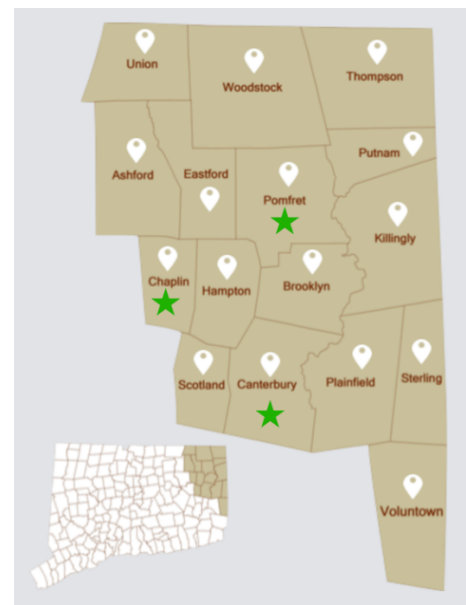 Union
Woodstock
Thompson
Putnam
Ashford
Eastford
Pomfret
Killingly
Chaplin
Hampton
Brooklyn
Scotland
Canterbury
Plainfield
Sterling
Voluntown